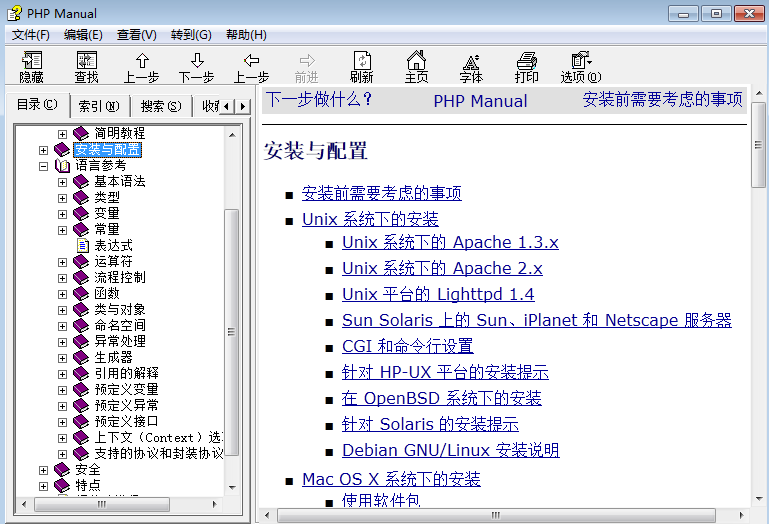 PHP Manual
文件(F) 编辑(E) 查看(V) 转到(G) 帮助(H)
隐藏 查找 上一步 下一步 上一步 前进 刷新 主页 字体 打印 选项(O)
目录(C) 索引(N) 搜索(S) 收
简明教程
安装与配置
语言参考
基本语法
类型
变量
常量
表达式
运算符
流程控制
函数
类与对象
命名空间
异常处理
生成器
引用的解释
预定义变量
预定义异常
预定义接口
上下文（Context）选
支持的协议和封装协议
安全
特点
下一步做什么? PHP Manual 安装前需要考虑的事项
安装与配置
安装前需要考虑的事项
Unix 系统下的安装
Unix 系统下的 Apache 1.3.x
Unix 系统下的 Apache 2.x
Unix 平台的 Lighttpd 1.4
Sun Solaris 上的 Sun、iPlanet 和 Netscape 服务器
CGI 和命令行设置
针对 HP-UX 平台的安装提示
在 OpenBSD 系统下的安装
针对 Solaris 的安装提示
Debian GNU/Linux 安装说明
Mac OS X 系统下的安装
使用软件包